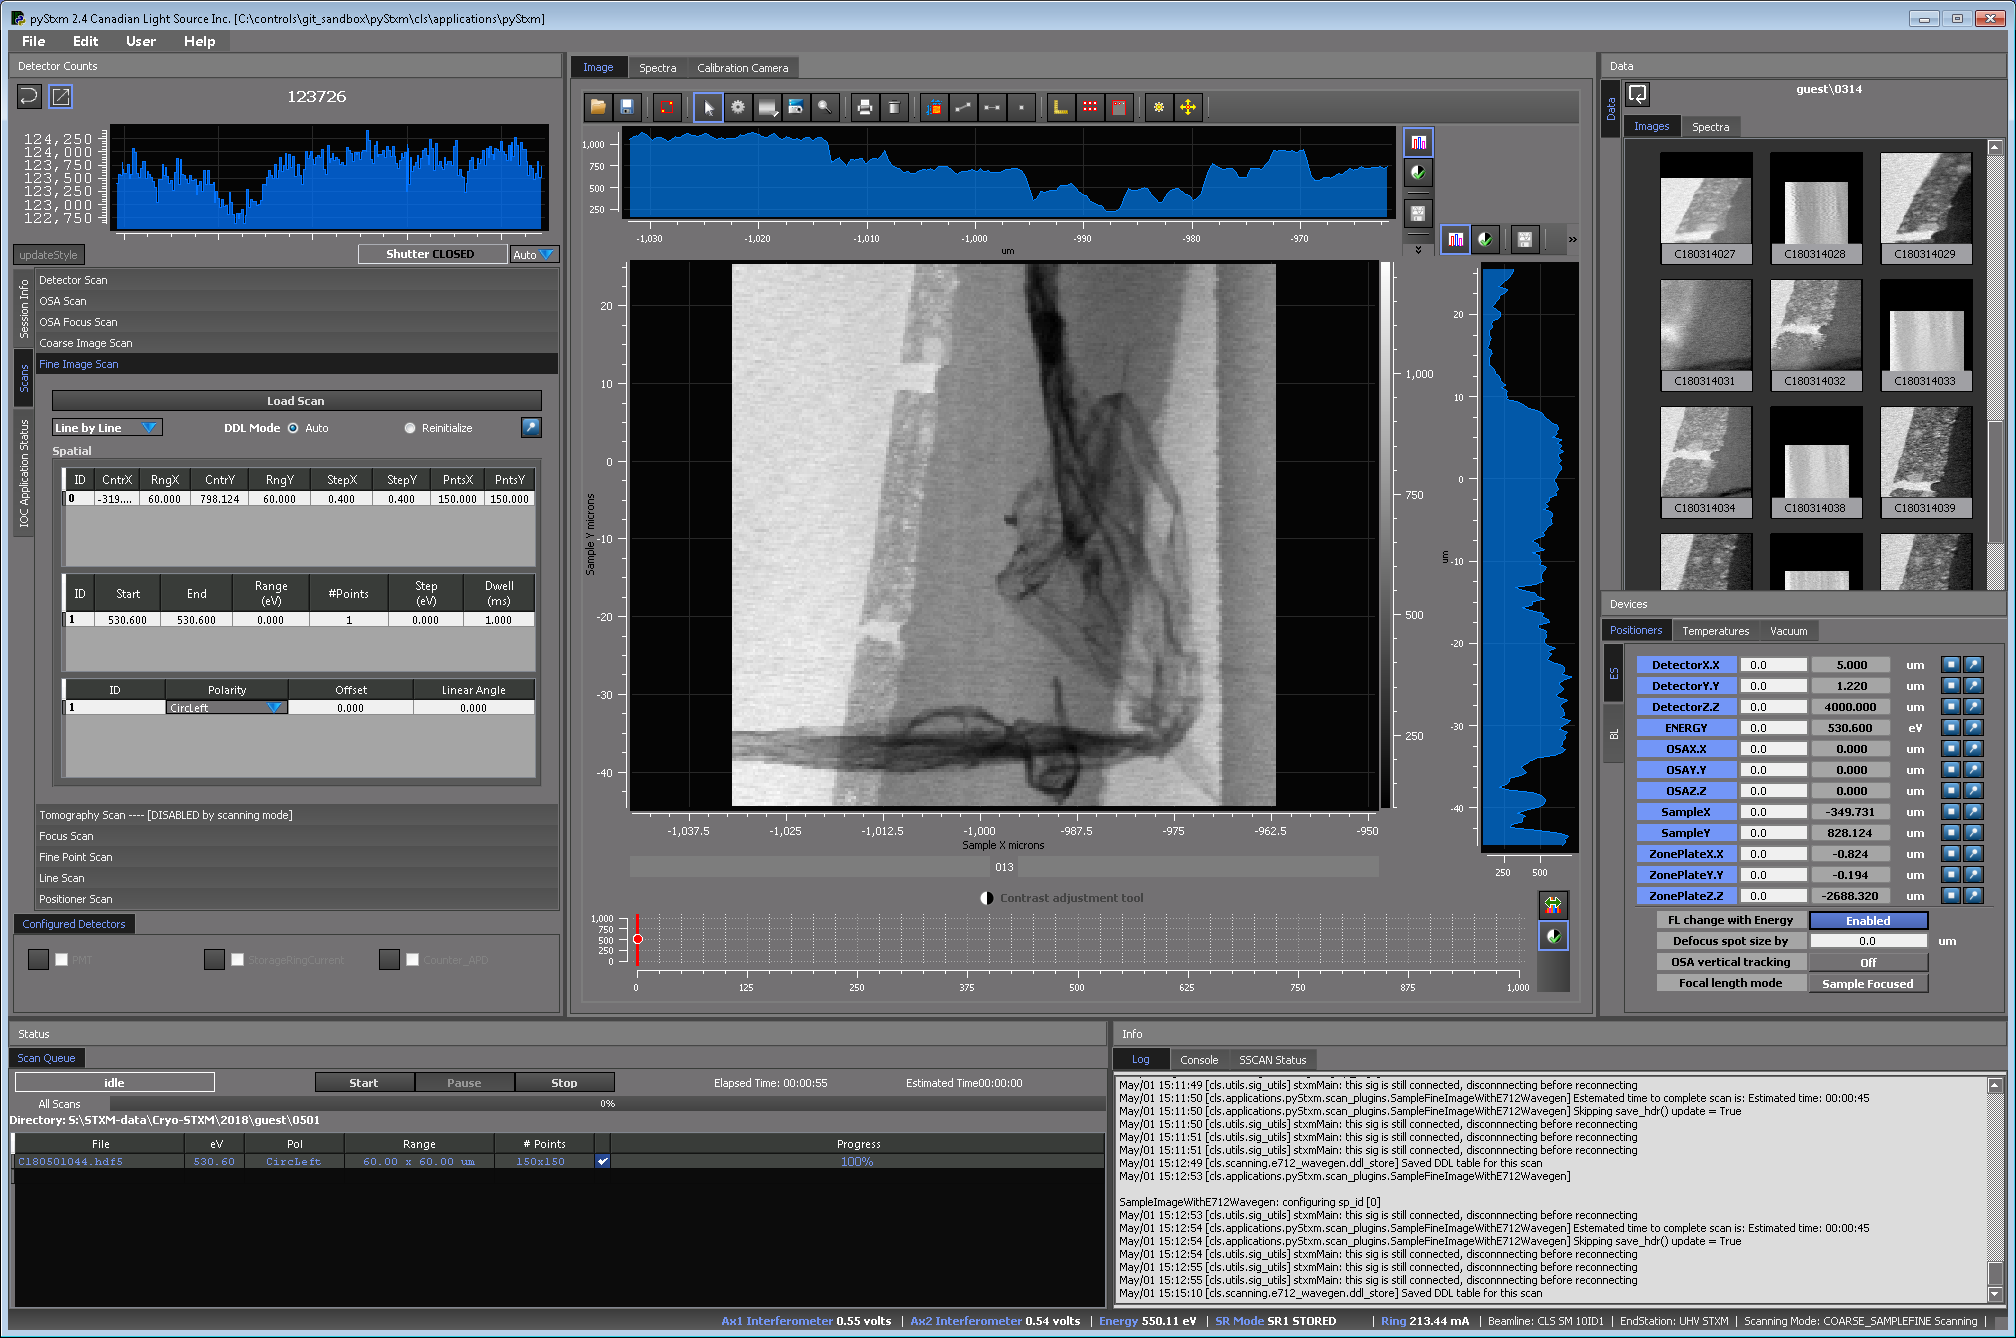 pyStxm 2.4 Canadian Light Source Inc. [C:\controls\git_sandbox\pyStxm\cls\applications\pyStxm]
File Edit User Help
Detector Counts
123726
124,250
124,000
123,750
123,500
123,250
123,000
122,750
updateStyle
Shutter CLOSED
Auto
Session Info
Scans
IOC Application Status
Detector Scan
OSA Scan
OSA Focus Scan
Coarse Image Scan
Fine Image Scan
Load Scan
Line by Line DDL Mode Auto Reinitialize
Spatial
ID CntrX RngX CntrY RngY StepX StepY PntsX PntsY
0 -319.... 60.000 798.124 60.000 0.400 0.400 150.000 150.000
ID Start End Range (eV) #Points Step (eV) Dwell (ms)
1 530.600 530.600 0.000 1 0.000 1.000
ID Polarity Offset Linear Angle
1 CircLeft 0.000 0.000
Tomography Scan ---- [DISABLED by scanning mode]
Focus Scan
Fine Point Scan
Line Scan
Positioner Scan
Configured Detectors
PMT StorageRingCurrent Counter_APD
Image Spectra Calibration Camera
1,000
750
500
250
-1,030 -1,020 -1,010 -1,000 -990 -980 -970
um
20
10
0
-10
-20
-30
-40
Sample Y microns
-1,037.5 -1,025 -1,012.5 -1,000 -987.5 -975 -962.5 -950
Sample X microns
1,000
750
500
250
013
20
10
0
-10
-20
-30
-40
um
250 500
Contrast adjustment tool
1,000
750
500
250
0
0 125 250 375 500 625 750 875 1,000
Data
Data
guest\0314
Images Spectra
C180314027 C180314028 C180314029
C180314031 C180314032 C180314033
C180314034 C180314038 C180314039
Devices
Positioners Temperatures Vacuum
ES
BL
DetectorX.X 0.0 5.000 um
DetectorY.Y 0.0 1.220 um
DetectorZ.Z 0.0 4000.000 um
ENERGY 0.0 530.600 eV
OSAX.X 0.0 0.000 um
OSAY.Y 0.0 0.000 um
OSAZ.Z 0.0 0.000 um
SampleX 0.0 -349.731 um
SampleY 0.0 828.124 um
ZonePlateX.X 0.0 -0.824 um
ZonePlateY.Y 0.0 -0.194 um
ZonePlateZ.Z 0.0 -2688.320 um
FL change with Energy Enabled
Defocus spot size by 0.0 um
OSA vertical tracking Off
Focal length mode Sample Focused
Status
Scan Queue
idle Start Pause Stop Elapsed Time: 00:00:55 Estimated Time00:00:00
All Scans 0%
Directory: S:\STXM-data\Cryo-STXM\2018\guest\0501
File eV Pol Range # Points Progress
C180501044.hdf5 530.60 CircLeft 60.00 x 60.00 um 150x150 100%
Info
Log Console SSCAN Status
May/01 15:11:49 [cls.utils.sig_utils] stxmMain: this sig is still connected, disconnnecting before reconnecting
May/01 15:11:50 [cls.applications.pyStxm.scan_plugins.SampleFineImageWithE712Wavegen] Estemated time to complete scan is: Estimated time: 00:00:45
May/01 15:11:50 [cls.applications.pyStxm.scan_plugins.SampleFineImageWithE712Wavegen] Skipping save_hdr() update = True
May/01 15:11:50 [cls.utils.sig_utils] stxmMain: this sig is still connected, disconnnecting before reconnecting
May/01 15:11:51 [cls.utils.sig_utils] stxmMain: this sig is still connected, disconnnecting before reconnecting
May/01 15:11:51 [cls.utils.sig_utils] stxmMain: this sig is still connected, disconnnecting before reconnecting
May/01 15:12:49 [cls.scanning.e712_wavegen.ddl_store] Saved DDL table for this scan
May/01 15:12:53 [cls.applications.pyStxm.scan_plugins.SampleFineImageWithE712Wavegen]
SampleImageWithE712Wavegen: configuring sp_id [0]
May/01 15:12:53 [cls.utils.sig_utils] stxmMain: this sig is still connected, disconnnecting before reconnecting
May/01 15:12:54 [cls.applications.pyStxm.scan_plugins.SampleFineImageWithE712Wavegen] Estemated time to complete scan is: Estimated time: 00:00:45
May/01 15:12:54 [cls.applications.pyStxm.scan_plugins.SampleFineImageWithE712Wavegen] Skipping save_hdr() update = True
May/01 15:12:54 [cls.utils.sig_utils] stxmMain: this sig is still connected, disconnnecting before reconnecting
May/01 15:12:55 [cls.utils.sig_utils] stxmMain: this sig is still connected, disconnnecting before reconnecting
May/01 15:12:55 [cls.utils.sig_utils] stxmMain: this sig is still connected, disconnnecting before reconnecting
May/01 15:15:10 [cls.scanning.e712_wavegen.ddl_store] Saved DDL table for this scan
Ax1 Interferometer 0.55 volts | Ax2 Interferometer 0.54 volts | Energy 550.11 eV | SR Mode SR1 STORED | Ring 213.44 mA | Beamline: CLS SM 10ID1 | EndStation: UHV STXM | Scanning Mode: COARSE_SAMPLEFINE Scanning |